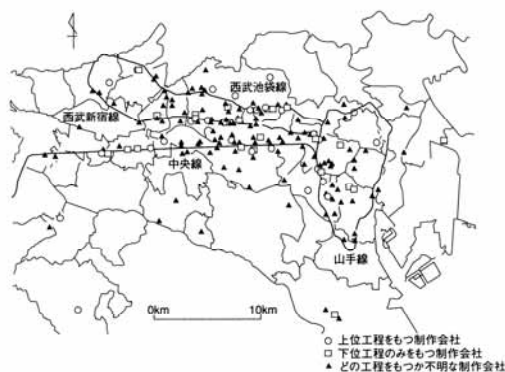 西武池袋線
西武新宿線
中央線
山手線
0km 10km
○ 上位工程をもつ制作会社
□ 下位工程のみをもつ制作会社
▲ どの工程をもつか不明な制作会社